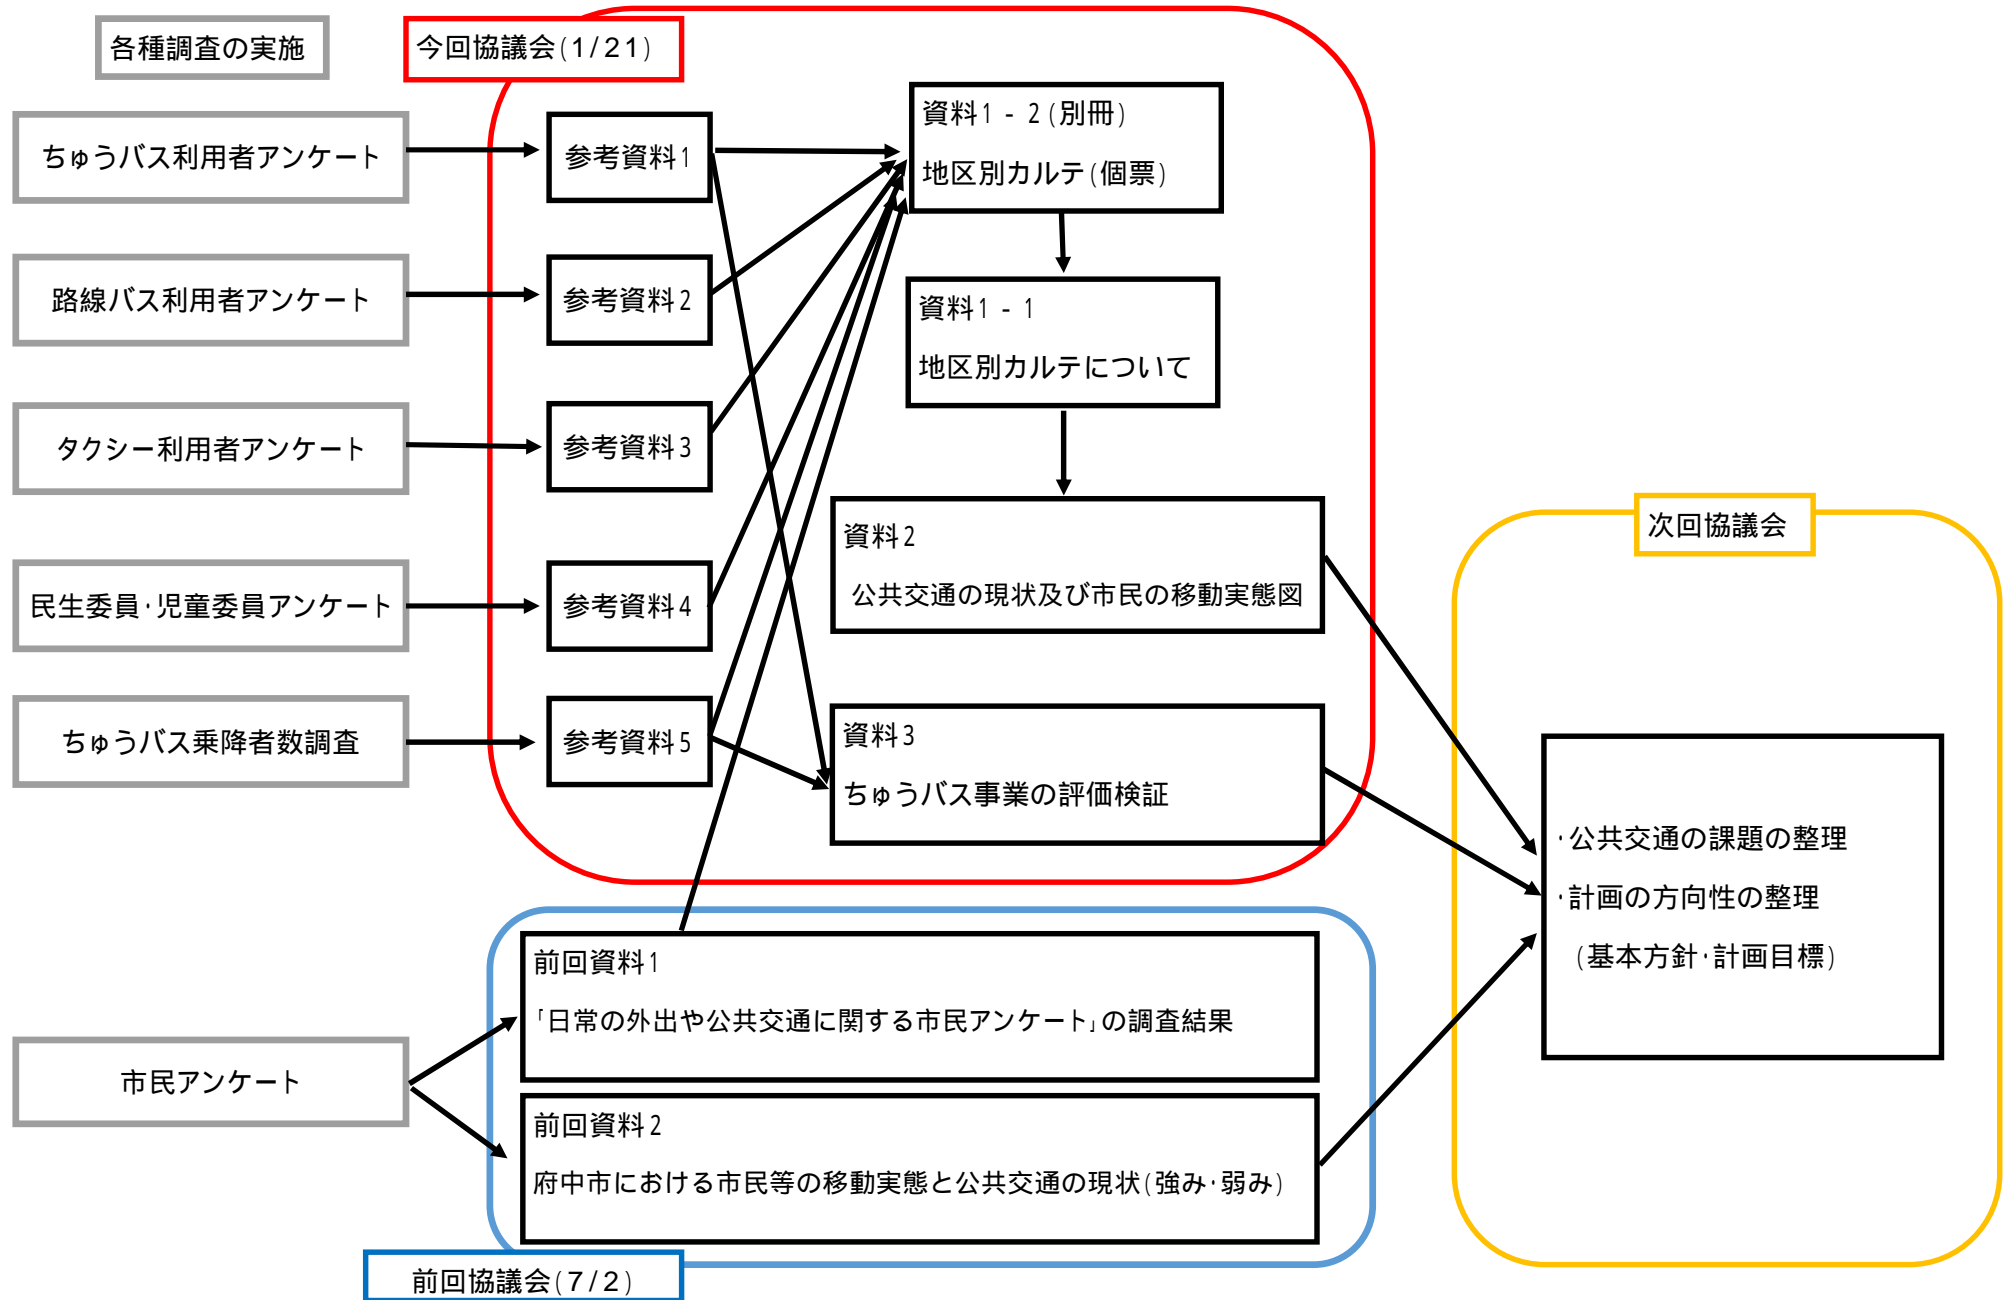 各種調査の実施
今回協議会(1/21)
ちゅうバス利用者アンケート
参考資料1
資料1‐2(別冊)
地区別カルテ(個票)
路線バス利用者アンケート
参考資料2
資料1‐1
地区別カルテについて
タクシー利用者アンケート
参考資料3
資料2
公共交通の現状及び市民の移動実態図
次回協議会
民生委員・児童委員アンケート
参考資料4
ちゅうバス乗降者数調査
参考資料5
資料3
ちゅうバス事業の評価検証
・公共交通の課題の整理
・計画の方向性の整理
(基本方針・計画目標)
前回資料1
「日常の外出や公共交通に関する市民アンケート」の調査結果
市民アンケート
前回資料2
府中市における市民等の移動実態と公共交通の現状(強み・弱み)
前回協議会(7/2)